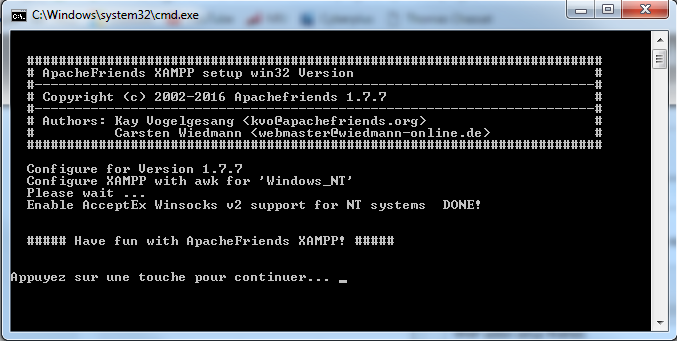 C:\Windows\system32\cmd.exe
########################################################################
# ApacheFriends XAMPP setup win32 Version                              #
#----------------------------------------------------------------------#
# Copyright (c) 2002-2016 Apachefriends 1.7.7                          #
#----------------------------------------------------------------------#
# Authors: Kay Vogelgesang <kvo@apachefriends.org>                     #
#          Carsten Wiedmann <webmaster@wiedmann-online.de>             #
########################################################################
Configure for Version 1.7.7
Configure XAMPP with awk for 'Windows_NT'
Please wait ...
Enable AcceptEx Winsocks v2 support for NT systems  DONE!
##### Have fun with ApacheFriends XAMPP! #####
Appuyez sur une touche pour continuer... _